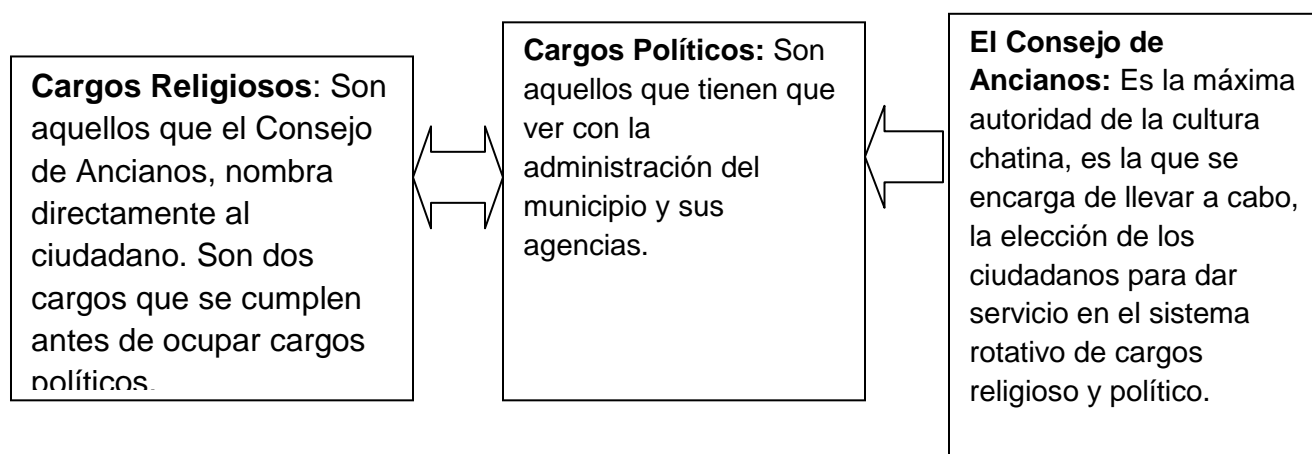 Cargos Religiosos: Son
aquellos que el Consejo
de Ancianos, nombra
directamente al
ciudadano. Son dos
cargos que se cumplen
antes de ocupar cargos
políticos.
Cargos Políticos: Son
aquellos que tienen que
ver con la
administración del
municipio y sus
agencias.
El Consejo de
Ancianos: Es la máxima
autoridad de la cultura
chatina, es la que se
encarga de llevar a cabo,
la elección de los
ciudadanos para dar
servicio en el sistema
rotativo de cargos
religioso y político.